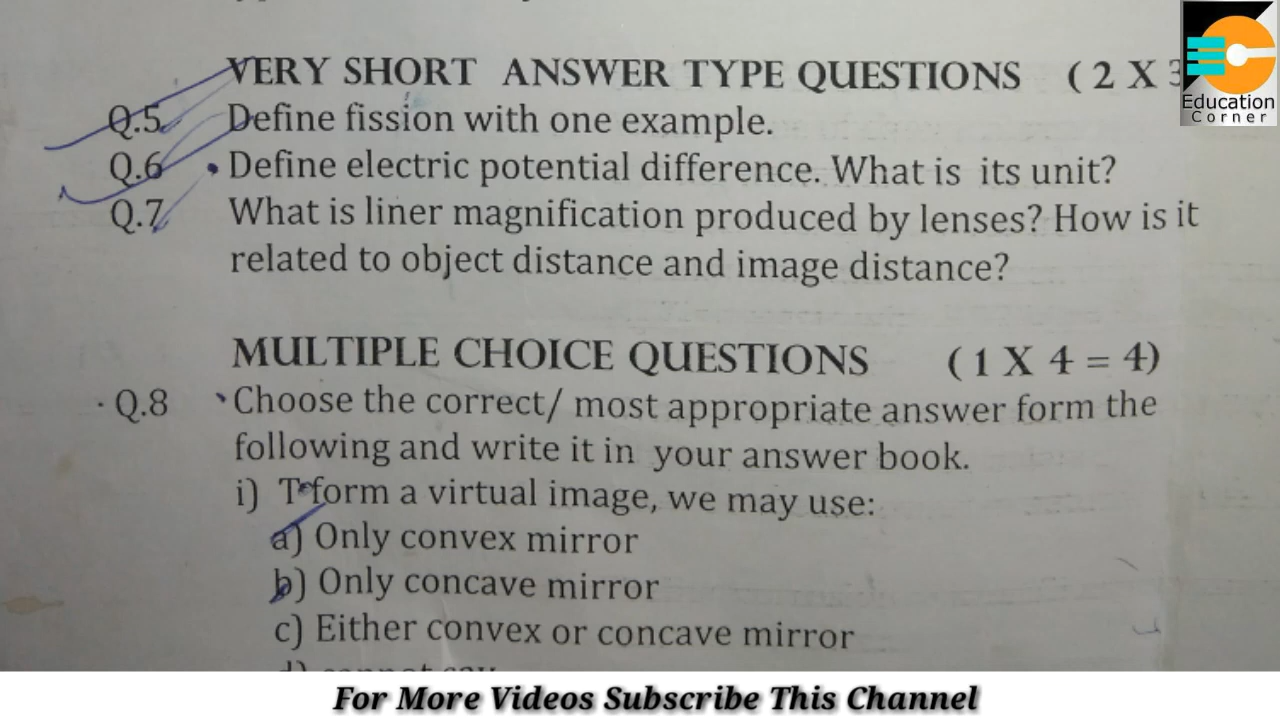 VERY SHORT ANSWER TYPE QUESTIONS ( 2 X 3
Education
Corner
Q.5 Define fission with one example.
Q.6 Define electric potential difference. What is its unit?
Q.7 What is liner magnification produced by lenses? How is it
related to object distance and image distance?
MULTIPLE CHOICE QUESTIONS ( 1 X 4 = 4)
Q.8 Choose the correct/ most appropriate answer form the
following and write it in your answer book.
i) To form a virtual image, we may use:
a) Only convex mirror
b) Only concave mirror
c) Either convex or concave mirror
For More Videos Subscribe This Channel